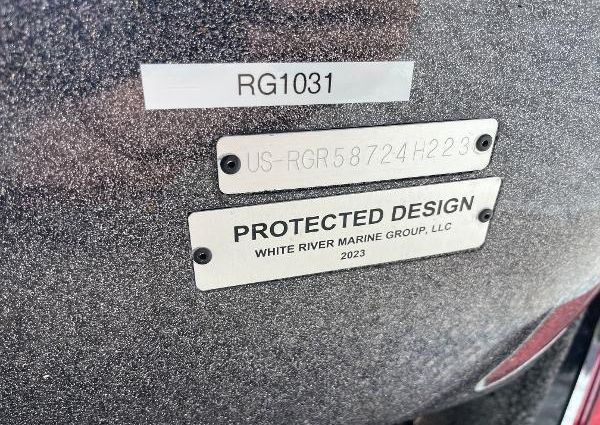 RG1031
US-RGR58724H223
PROTECTED DESIGN
WHITE RIVER MARINE GROUP, LLC
2023